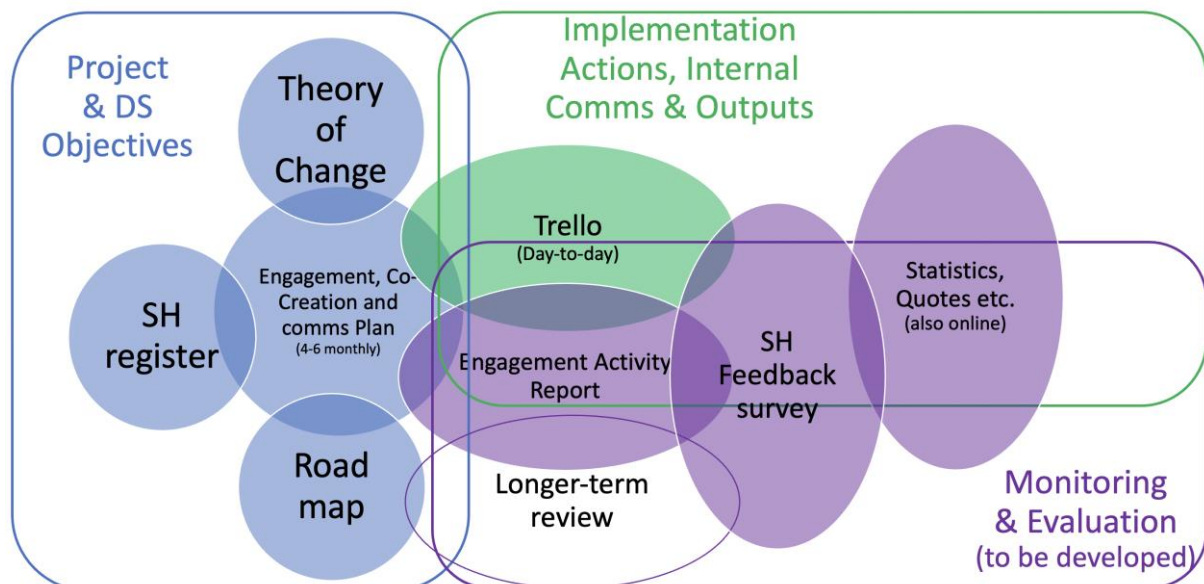 Project
& DS
Objectives
Theory
of
Change
SH
register
Engagement, Co-
Creation and
comms Plan
(4-6 monthly)
Road
map
Implementation
Actions, Internal
Comms & Outputs
Trello
(Day-to-day)
Engagement Activity
Report
Longer-term
review
SH
Feedback
survey
Statistics,
Quotes etc.
(also online)
Monitoring
& Evaluation
(to be developed)